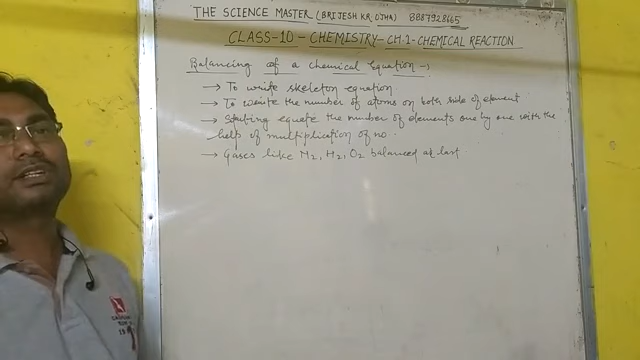 THE SCIENCE MASTER (BRIJESH KR OJHA) 8887928665
CLASS-10 - CHEMISTRY - CH.1 - CHEMICAL REACTION
Balancing of a chemical Equation -:
→ To write skeleton equation
→ To write the number of atoms on both side of element
→ Starting equate the number of elements one by one with the
help of multiplication of no.
→ Gases like N₂, H₂, O₂ balanced at last